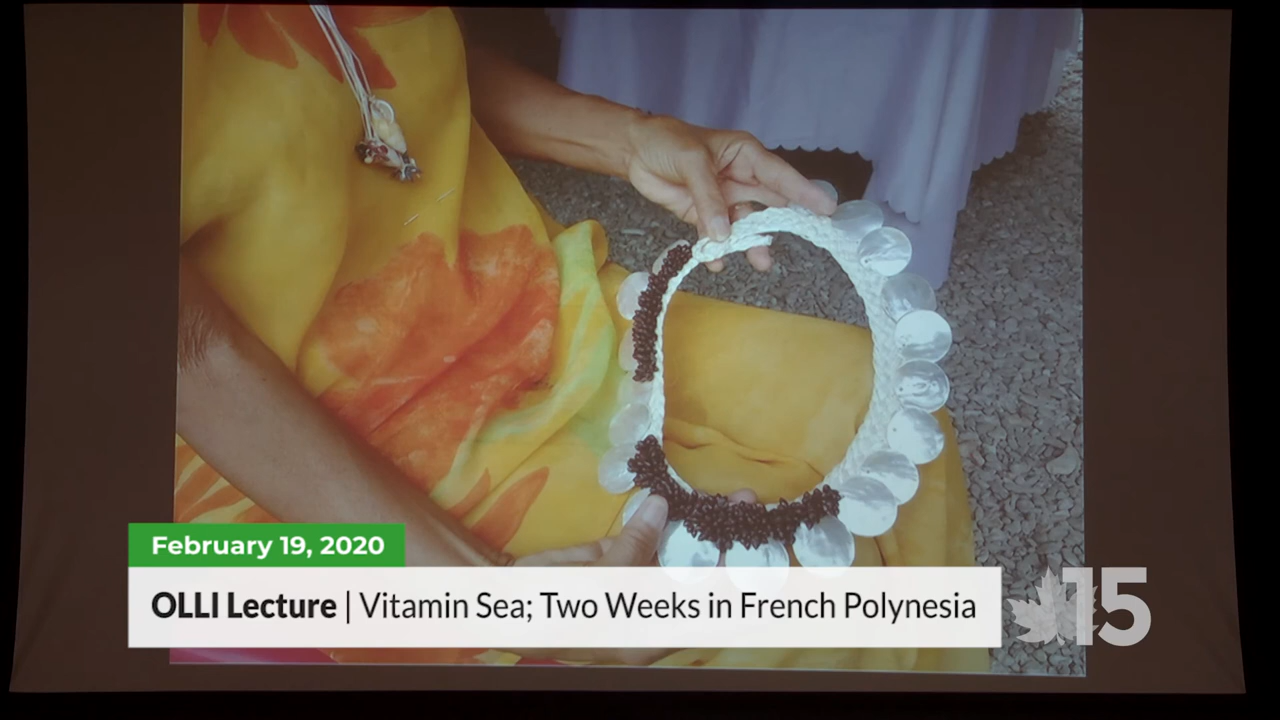 February 19, 2020
OLLI Lecture | Vitamin Sea; Two Weeks in French Polynesia
15